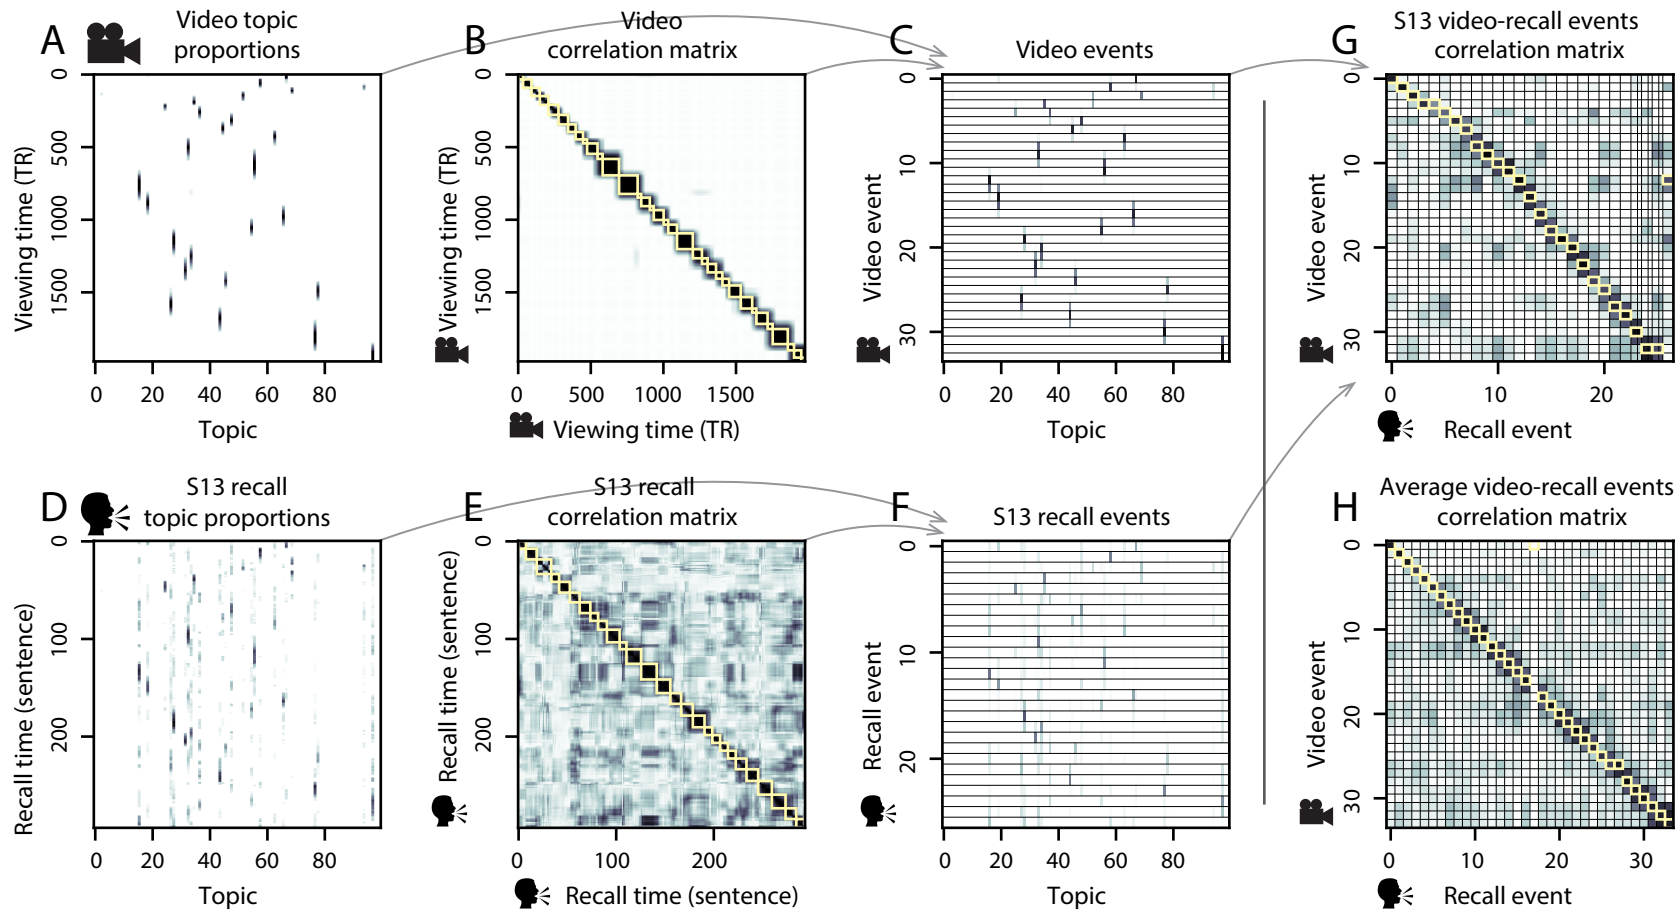 A
Video topic
proportions
0
500
1000
1500
Viewing time (TR)
0 20 40 60 80
Topic
B
Video
correlation matrix
0
500
1000
1500
Viewing time (TR)
0 500 1000 1500
Viewing time (TR)
C
Video events
0
10
20
30
Video event
0 20 40 60 80
Topic
G
S13 video-recall events
correlation matrix
0
10
20
30
Video event
0 10 20
Recall event
D
S13 recall
topic proportions
0
100
200
Recall time (sentence)
0 20 40 60 80
Topic
E
S13 recall
correlation matrix
0
100
200
Recall time (sentence)
0 100 200
Recall time (sentence)
F
S13 recall events
0
10
20
Recall event
0 20 40 60 80
Topic
H
Average video-recall events
correlation matrix
0
10
20
30
Video event
0 10 20 30
Recall event